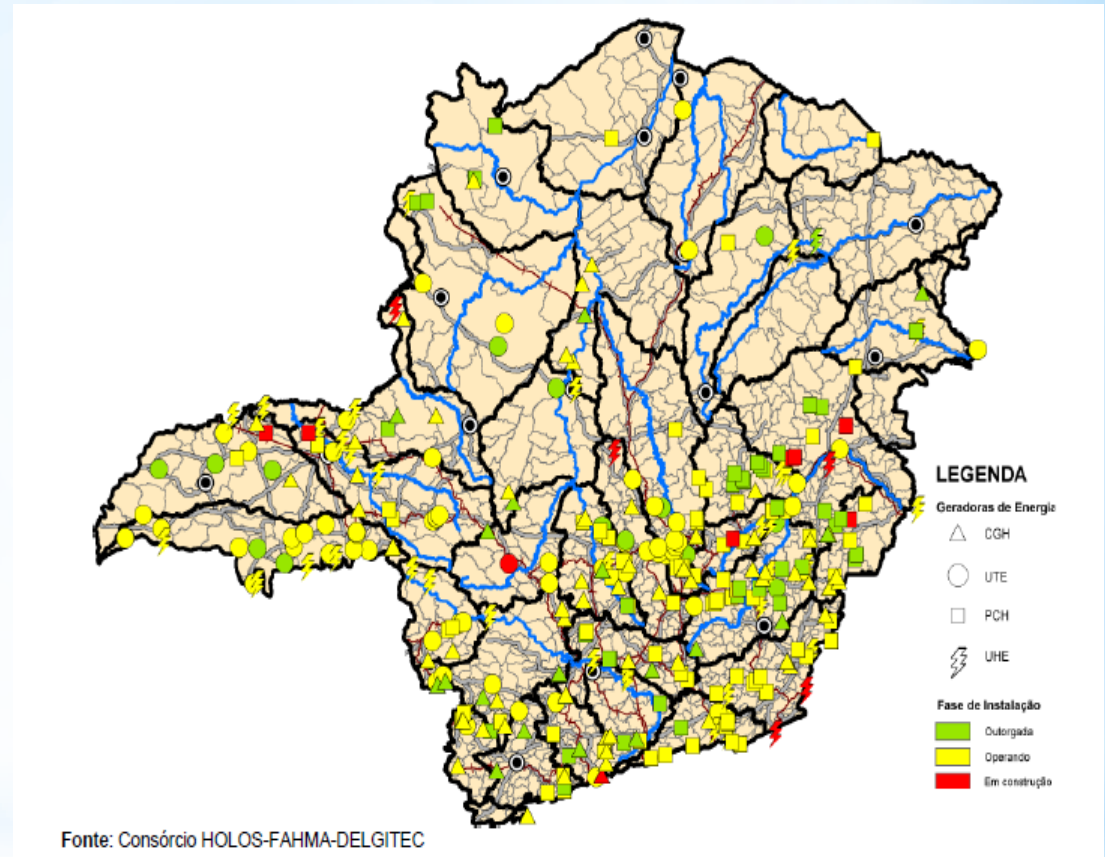 LEGENDA
Geradoras de Energia
CGH
UTE
PCH
UHE
Fase de Instalação
Outorgada
Operando
Em construção
Fonte: Consórcio HOLOS-FAHMA-DELGITEC